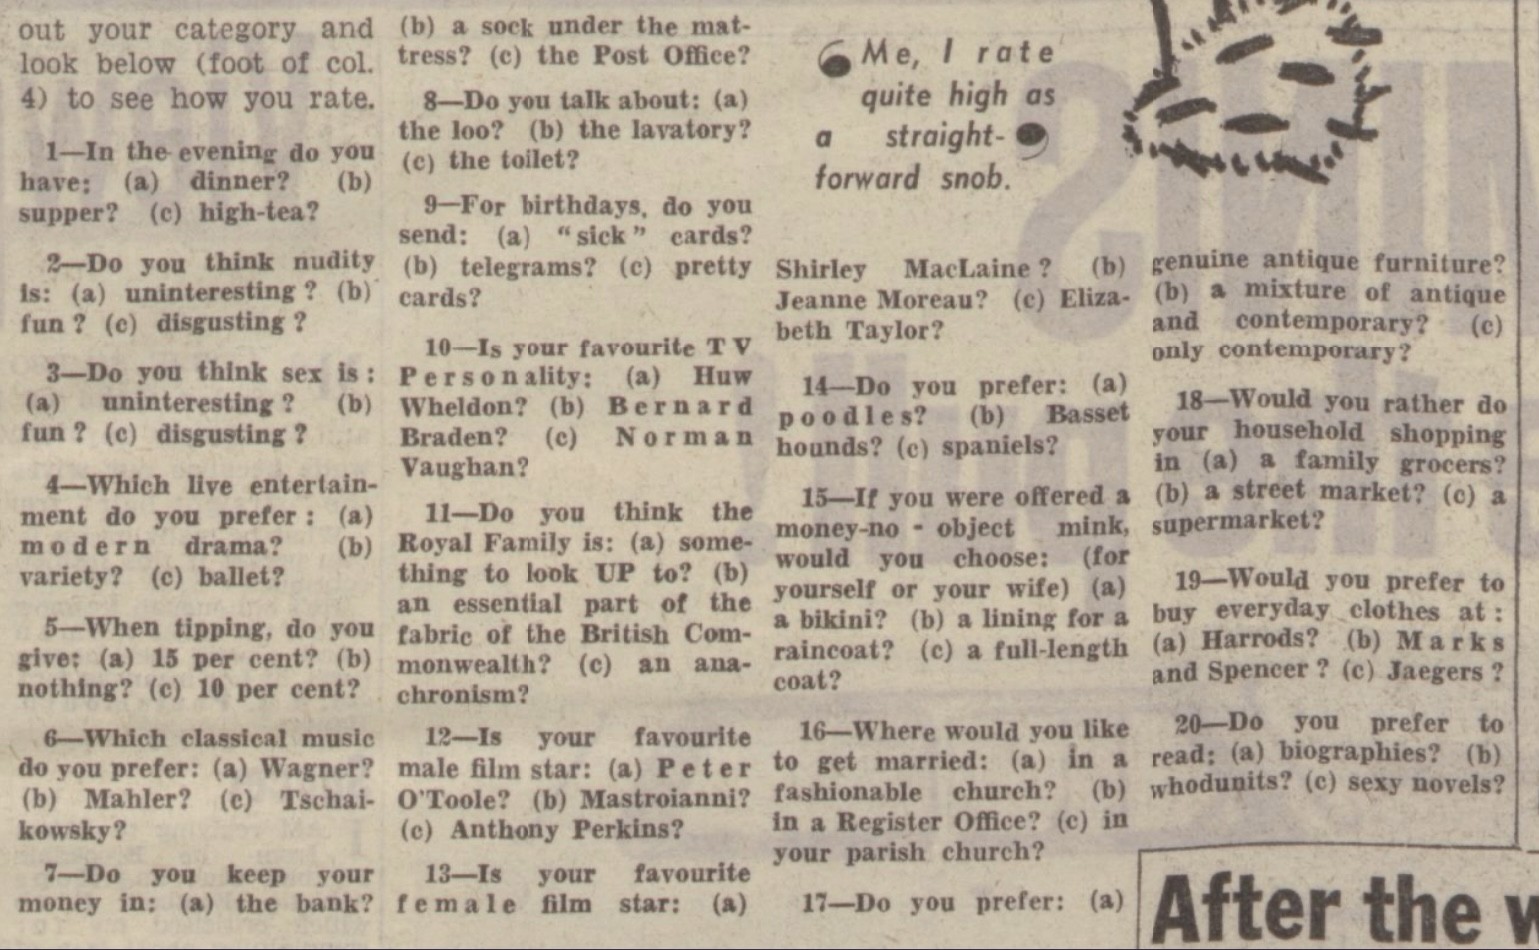 out your category and
look below (foot of col.
4) to see how you rate.
1—In the evening do you
have: (a) dinner? (b)
supper? (c) high-tea?
2—Do you think nudity
is: (a) uninteresting? (b)
fun? (c) disgusting?
3—Do you think sex is:
(a) uninteresting? (b)
fun? (c) disgusting?
4—Which live entertain-
ment do you prefer: (a)
modern drama? (b)
variety? (c) ballet?
5—When tipping, do you
give: (a) 15 per cent? (b)
nothing? (c) 10 per cent?
6—Which classical music
do you prefer: (a) Wagner?
(b) Mahler? (c) Tschai-
kowsky?
7—Do you keep your
money in: (a) the bank?
(b) a sock under the mat-
tress? (c) the Post Office?
8—Do you talk about: (a)
the loo? (b) the lavatory?
(c) the toilet?
9—For birthdays, do you
send: (a) "sick" cards?
(b) telegrams? (c) pretty
cards?
10—Is your favourite TV
Personality: (a) Huw
Wheldon? (b) Bernard
Braden? (c) Norman
Vaughan?
11—Do you think the
Royal Family is: (a) some-
thing to look UP to? (b)
an essential part of the
fabric of the British Com-
monwealth? (c) an ana-
chronism?
12—Is your favourite
male film star: (a) Peter
O'Toole? (b) Mastroianni?
(c) Anthony Perkins?
13—Is your favourite
female film star: (a)
‘Me, I rate
quite high as
a straight-’
forward snob.
Shirley MacLaine? (b)
Jeanne Moreau? (c) Eliza-
beth Taylor?
14—Do you prefer: (a)
poodles? (b) Basset
hounds? (c) spaniels?
15—If you were offered a
money-no-object mink,
would you choose: (for
yourself or your wife) (a)
a bikini? (b) a lining for a
raincoat? (c) a full-length
coat?
16—Where would you like
to get married: (a) in a
fashionable church? (b)
in a Register Office? (c) in
your parish church?
17—Do you prefer: (a)
genuine antique furniture?
(b) a mixture of antique
and contemporary? (c)
only contemporary?
18—Would you rather do
your household shopping
in (a) a family grocers?
(b) a street market? (c) a
supermarket?
19—Would you prefer to
buy everyday clothes at:
(a) Harrods? (b) Marks
and Spencer? (c) Jaegers?
20—Do you prefer to
read: (a) biographies? (b)
whodunits? (c) sexy novels?
After the w